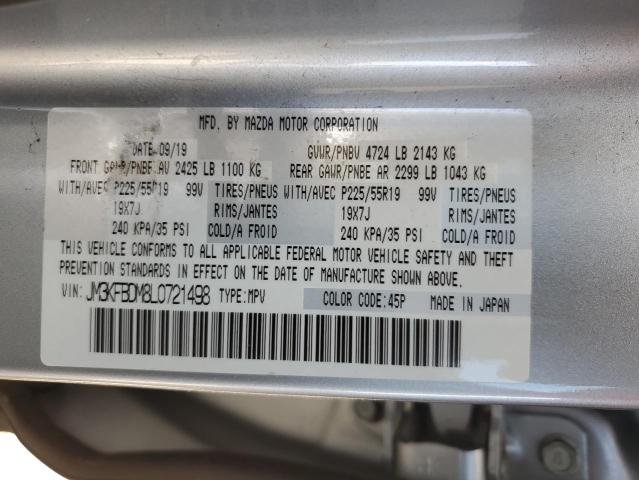 MFD. BY MAZDA MOTOR CORPORATION
DATE 09/19 GVWR/PNBV 4724 LB 2143 KG
FRONT GAWR/PNBE AV 2425 LB 1100 KG REAR GAWR/PNBE AR 2299 LB 1043 KG
WITH/AVEC P225/55R19 99V TIRES/PNEUS WITH/AVEC P225/55R19 99V TIRES/PNEUS
19X7J RIMS/JANTES 19X7J RIMS/JANTES
240 KPA/35 PSI COLD/A FROID 240 KPA/35 PSI COLD/A FROID
THIS VEHICLE CONFORMS TO ALL APPLICABLE FEDERAL MOTOR VEHICLE SAFETY AND THEFT
PREVENTION STANDARDS IN EFFECT ON THE DATE OF MANUFACTURE SHOWN ABOVE.
VIN: JM3KFBDM8L0721498 TYPE: MPV COLOR CODE: 45P MADE IN JAPAN